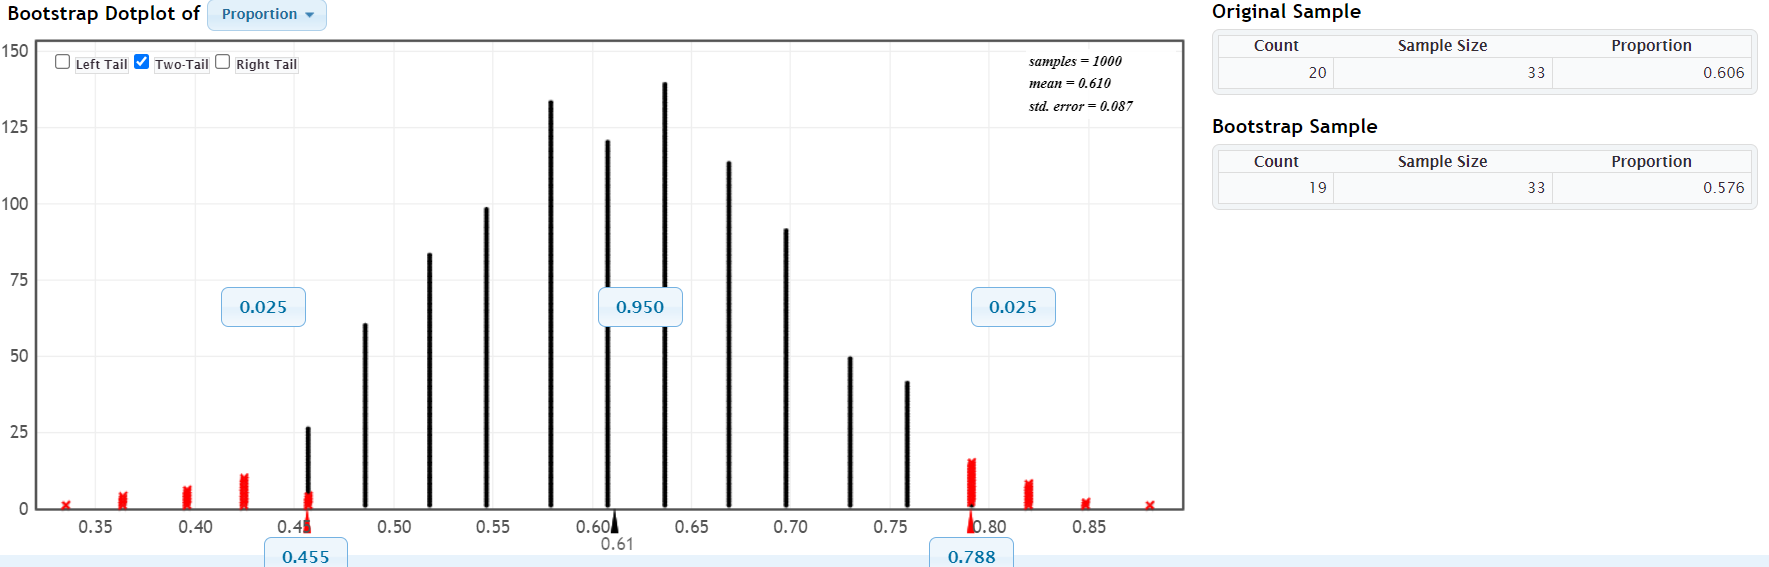 Bootstrap Dotplot of Proportion
150
Left Tail Two-Tail Right Tail
samples = 1000
mean = 0.610
std. error = 0.087
125
100
75
0.025 0.950 0.025
50
25
0
0.35 0.40 0.45 0.50 0.55 0.60 0.65 0.70 0.75 0.80 0.85
0.61
0.455 0.788
Original Sample
Count Sample Size Proportion
20 33 0.606
Bootstrap Sample
Count Sample Size Proportion
19 33 0.576